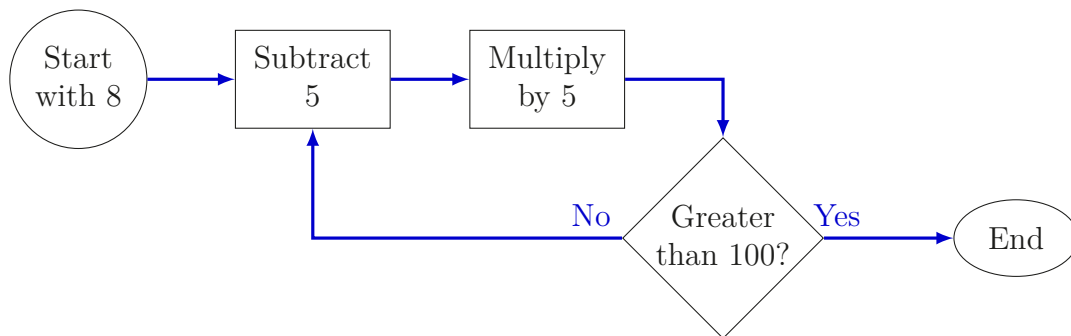 Start
with 8
Subtract
5
Multiply
by 5
No
Greater
than 100?
Yes
End